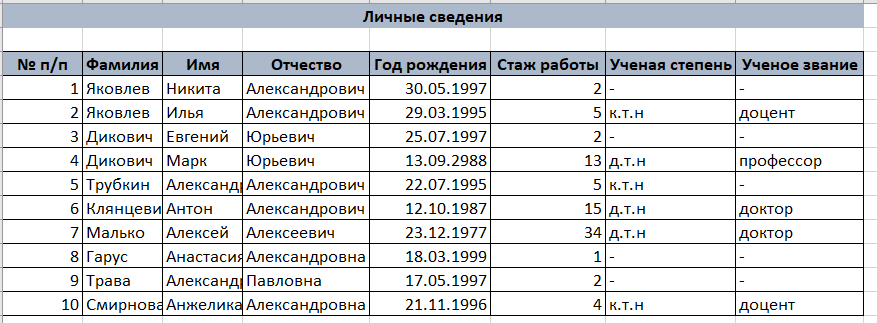 Личные сведения
№ п/п Фамилия Имя Отчество Год рождения Стаж работы Ученая степень Ученое звание
1 Яковлев Никита Александрович 30.05.1997 2 - -
2 Яковлев Илья Александрович 29.03.1995 5 к.т.н доцент
3 Дикович Евгений Юрьевич 25.07.1997 2 - -
4 Дикович Марк Юрьевич 13.09.2988 13 д.т.н профессор
5 Трубкин Александ Александрович 22.07.1995 5 к.т.н -
6 Клянцеви Антон Александрович 12.10.1987 15 д.т.н доктор
7 Малько Алексей Алексеевич 23.12.1977 34 д.т.н доктор
8 Гарус Анастасия Александровна 18.03.1999 1 - -
9 Трава Александ Павловна 17.05.1997 2 - -
10 Смирнова Анжелика Александровна 21.11.1996 4 к.т.н доцент